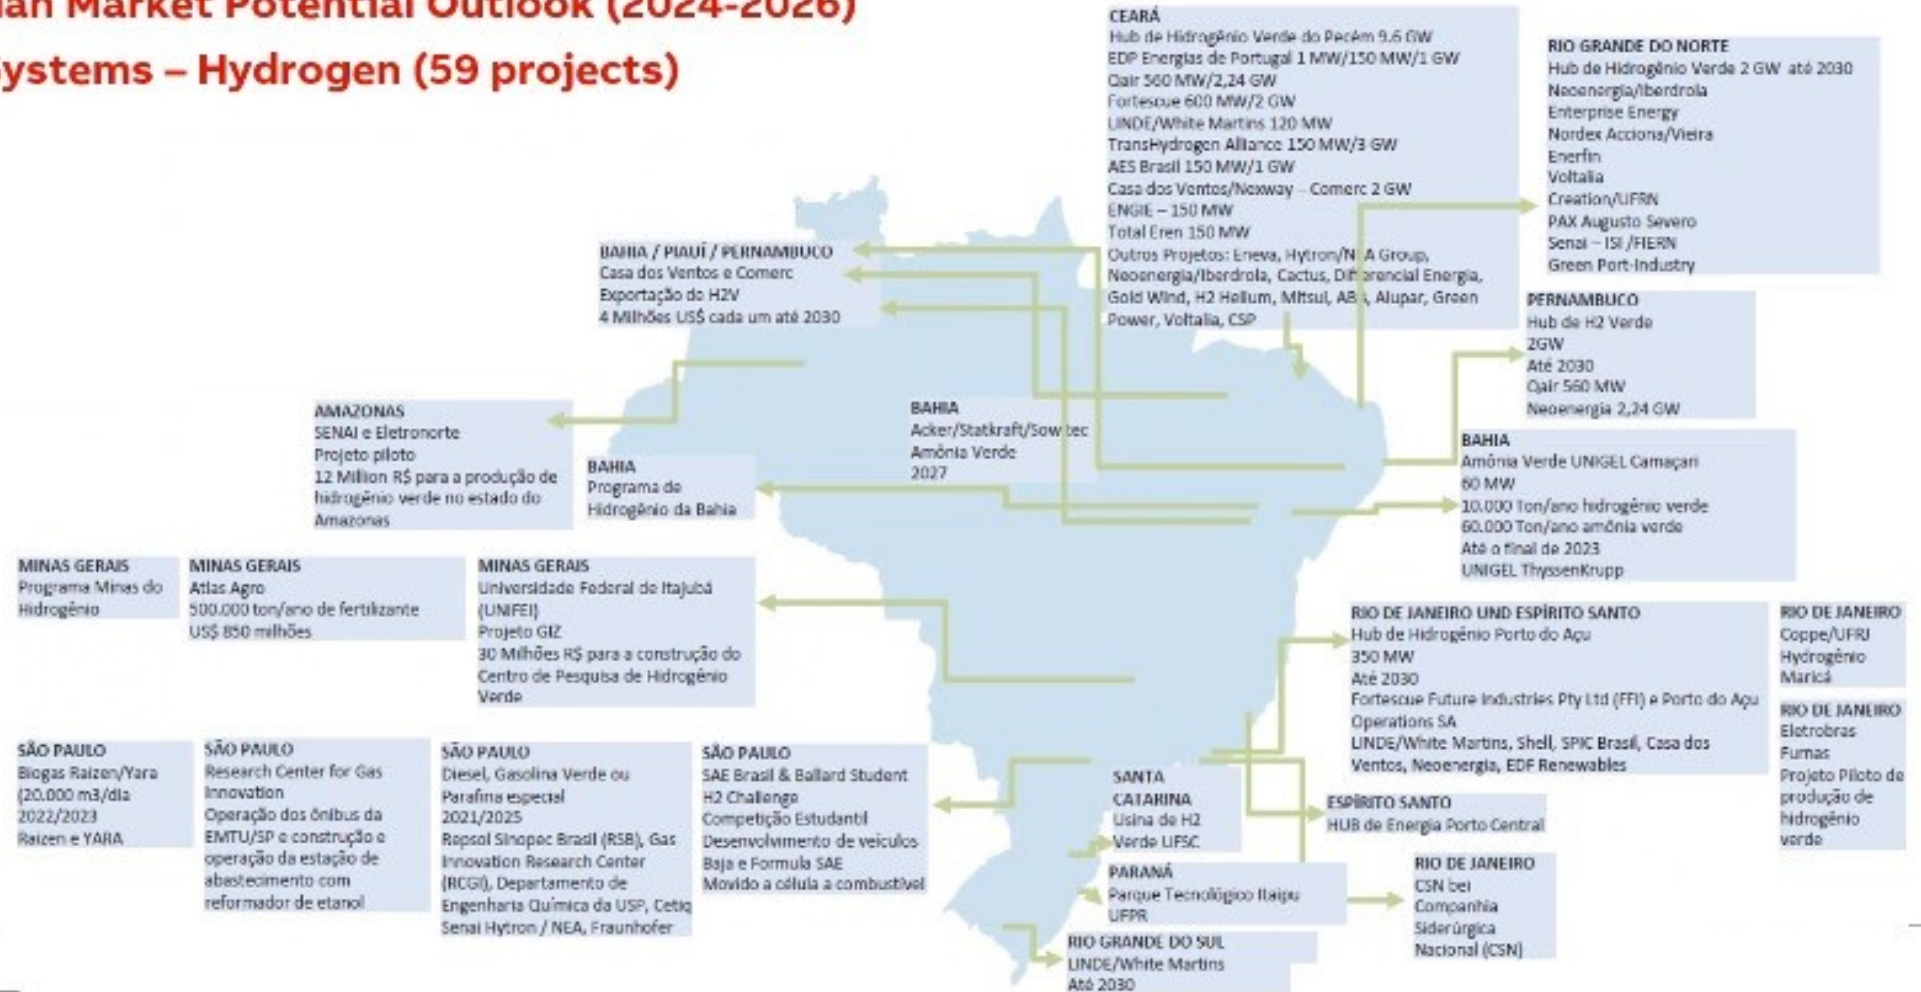 ian Market Potential Outlook (2024-2026)
ystems – Hydrogen (59 projects)
CEARÁ
Hub de Hidrogênio Verde do Pecém 9.6 GW
EDP Energias de Portugal 1 MW/150 MW/1 GW
Qair 560 MW/2,24 GW
Fortescue 600 MW/2 GW
LINDE/White Martins 120 MW
TransHydrogen Alliance 150 MW/3 GW
AES Brasil 150 MW/1 GW
Casa dos Ventos/Nexway – Comerc 2 GW
ENGIE – 150 MW
Total Eren 150 MW
Outros Projetos: Eneva, Hytron/NEA Group,
Neoenergia/Iberdrola, Cactus, Diferencial Energia,
Gold Wind, H2 Helium, Mitsui, ABB, Alupar, Green
Power, Voltalia, CSP
RIO GRANDE DO NORTE
Hub de Hidrogênio Verde 2 GW até 2030
Neoenergia/Iberdrola
Enterprise Energy
Nordex Acciona/Vieira
Enerfin
Voltalia
Creation/UFRN
PAX Augusto Severo
Senai – ISI /FIERN
Green Port-Industry
BAHIA / PIAUÍ / PERNAMBUCO
Casa dos Ventos e Comerc
Exportação de H2V
4 Milhões US$ cada um até 2030
PERNAMBUCO
Hub de H2 Verde
2GW
Até 2030
Qair 560 MW
Neoenergia 2,24 GW
AMAZONAS
SENAI e Eletronorte
Projeto piloto
12 Million R$ para a produção de
hidrogênio verde no estado do
Amazonas
BAHIA
Programa de
Hidrogênio da Bahia
BAHIA
Acker/Statkraft/Sowitec
Amônia Verde
2027
BAHIA
Amônia Verde UNIGEL Camaçari
60 MW
10.000 Ton/ano hidrogênio verde
60.000 Ton/ano amônia verde
Até o final de 2023
UNIGEL ThyssenKrupp
MINAS GERAIS
Programa Minas do
Hidrogênio
MINAS GERAIS
Atlas Agro
500.000 ton/ano de fertilizante
US$ 850 milhões
MINAS GERAIS
Universidade Federal de Itajubá
(UNIFEI)
Projeto GIZ
30 Milhões R$ para a construção do
Centro de Pesquisa de Hidrogênio
Verde
RIO DE JANEIRO UND ESPÍRITO SANTO
Hub de Hidrogênio Porto do Açu
350 MW
Até 2030
Fortescue Future Industries Pty Ltd (FFI) e Porto do Açu
Operations SA
LINDE/White Martins, Shell, SPIC Brasil, Casa dos
Ventos, Neoenergia, EDF Renewables
RIO DE JANEIRO
Coppe/UFRJ
Hydrogênio
Maricá
RIO DE JANEIRO
Eletrobras
Furnas
Projeto Piloto de
produção de
hidrogênio
verde
SÃO PAULO
Biogas Raizen/Yara
(20.000 m3/dia
2022/2023
Raizen e YARA
SÃO PAULO
Research Center for Gas
Innovation
Operação dos ônibus da
EMTU/SP e construção e
operação da estação de
abastecimento com
reformador de etanol
SÃO PAULO
Diesel, Gasolina Verde ou
Parafina especial
2021/2025
Repsol Sinopec Brasil (RSB), Gas
Innovation Research Center
(RCGI), Departamento de
Engenharia Química da USP, Cetiq
Senai Hytron / NEA, Fraunhofer
SÃO PAULO
SAE Brasil & Ballard Student
H2 Challenge
Competição Estudantil
Desenvolvimento de veículos
Baja e Formula SAE
Movido a célula a combustível
SANTA
CATARINA
Usina de H2
Verde UFSC
ESPÍRITO SANTO
HUB de Energia Porto Central
PARANÁ
Parque Tecnológico Itaipu
UFPR
RIO DE JANEIRO
CSN bei
Companhia
Siderúrgica
Nacional (CSN)
RIO GRANDE DO SUL
LINDE/White Martins
Até 2030